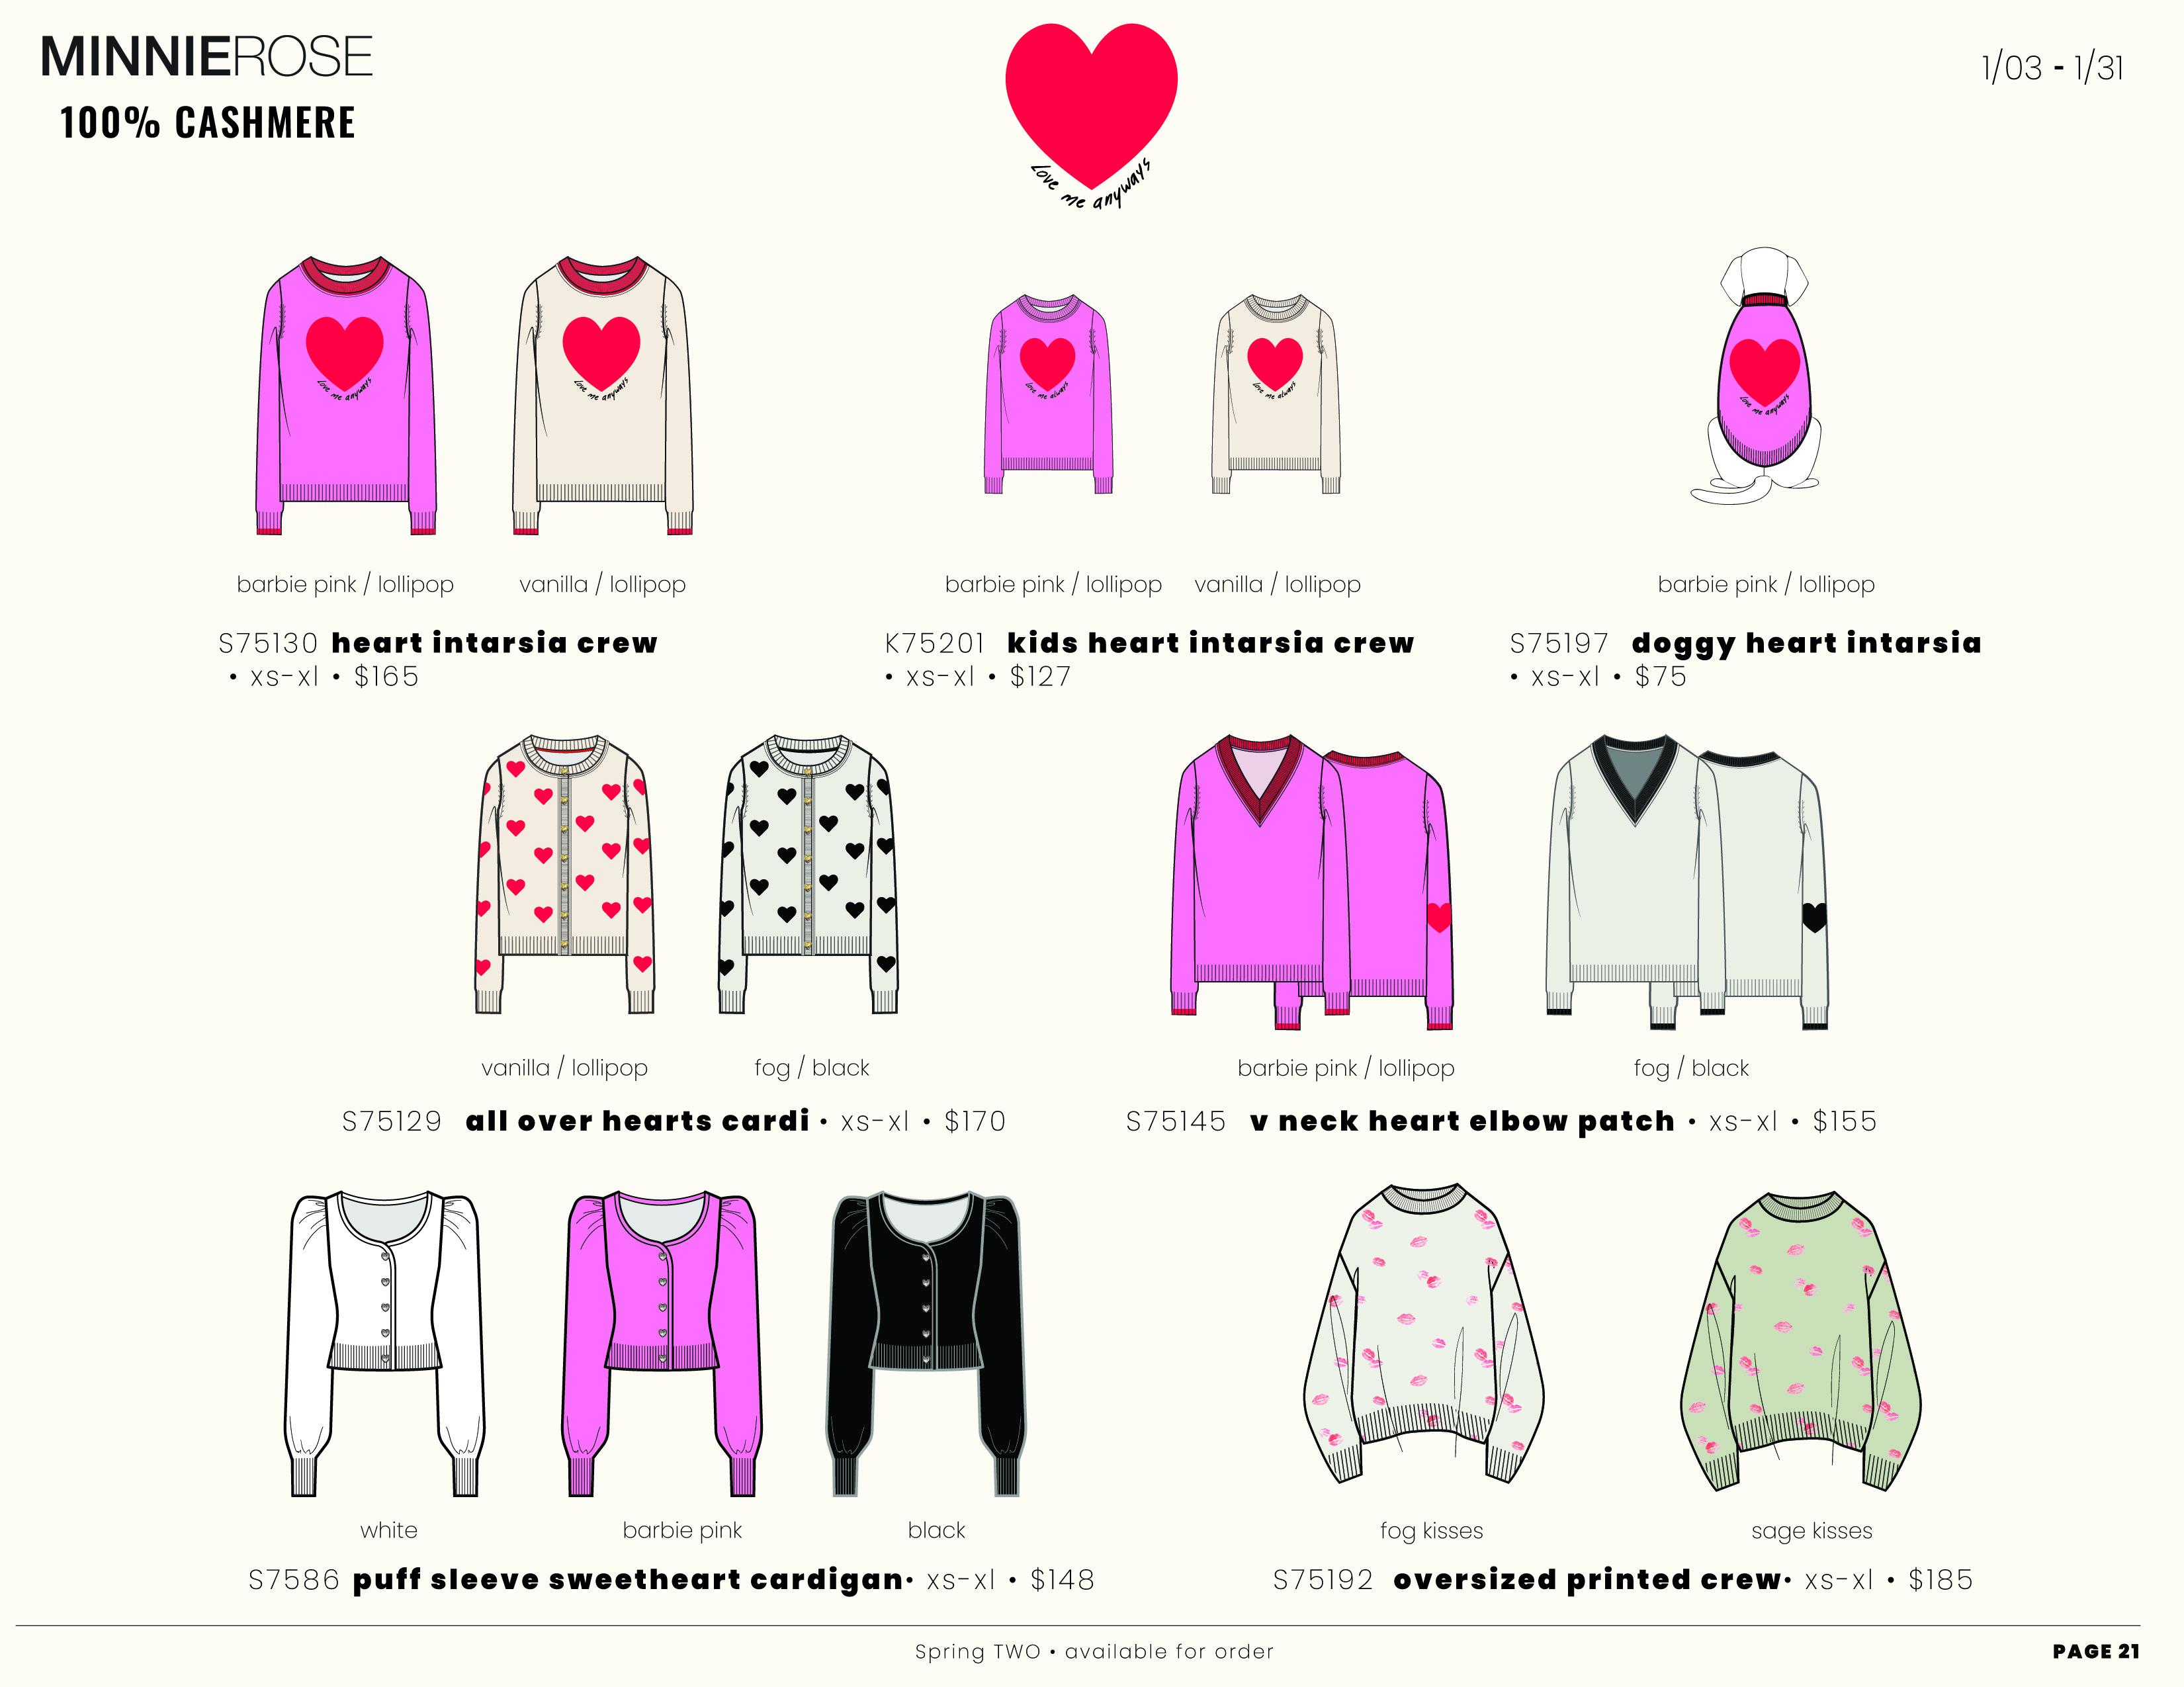 MINNIEROSE
100% CASHMERE
1/03 - 1/31
Love me anyways
Love me anyways
Love me anyways
Love me always
Love me always
Love me anyways
barbie pink / lollipop
vanilla / lollipop
barbie pink / lollipop
vanilla / lollipop
barbie pink / lollipop
S75130 heart intarsia crew
• xs-xl • $165
K75201 kids heart intarsia crew
• xs-xl • $127
S75197 doggy heart intarsia
• xs-xl • $75
vanilla / lollipop
fog / black
barbie pink / lollipop
fog / black
S75129 all over hearts cardi • xs-xl • $170
S75145 v neck heart elbow patch • xs-xl • $155
white
barbie pink
black
fog kisses
sage kisses
S7586 puff sleeve sweetheart cardigan• xs-xl • $148
S75192 oversized printed crew• xs-xl • $185
Spring TWO • available for order
PAGE 21